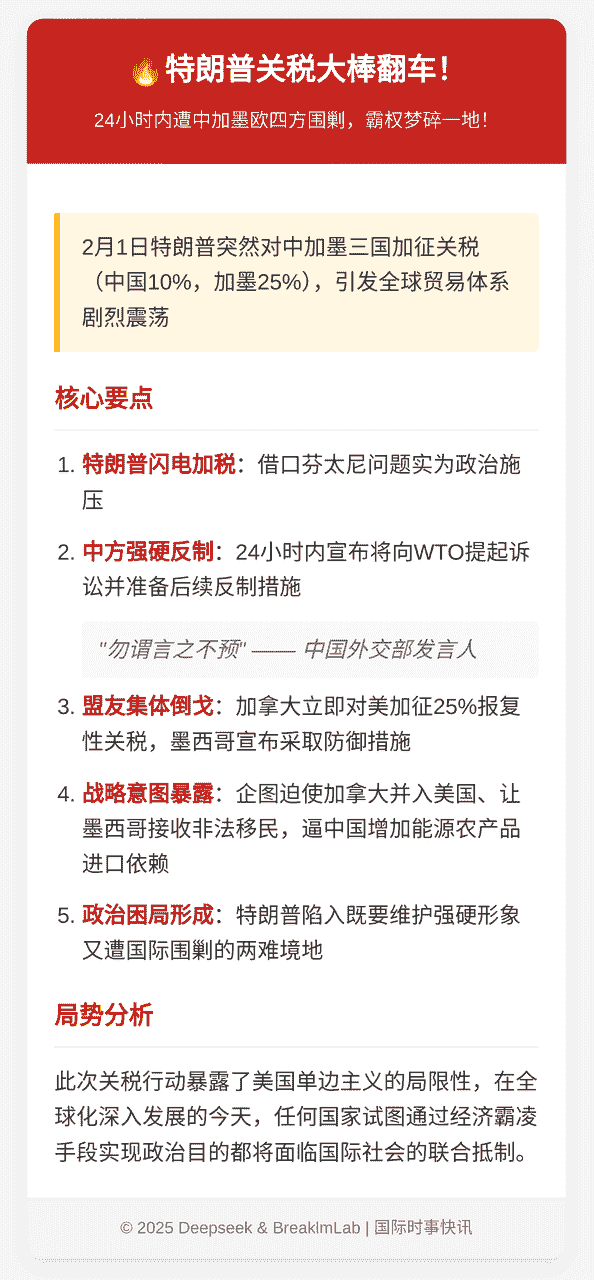 🔥特朗普关税大棒翻车！
24小时内遭中加墨欧四方围剿，霸权梦碎一地！
2月1日特朗普突然对中加墨三国加征关税
（中国10%，加墨25%），引发全球贸易体系
剧烈震荡
核心要点
1. 特朗普闪电加税：借口芬太尼问题实为政治施
压
2. 中方强硬反制：24小时内宣布将向WTO提起诉
讼并准备后续反制措施
"勿谓言之不预" —— 中国外交部发言人
3. 盟友集体倒戈：加拿大立即对美加征25%报复
性关税，墨西哥宣布采取防御措施
4. 战略意图暴露：企图迫使加拿大并入美国、让
墨西哥接收非法移民，逼中国增加能源农产品
进口依赖
5. 政治困局形成：特朗普陷入既要维护强硬形象
又遭国际围剿的两难境地
局势分析
此次关税行动暴露了美国单边主义的局限性，在全
球化深入发展的今天，任何国家试图通过经济霸凌
手段实现政治目的都将面临国际社会的联合抵制。
© 2025 Deepseek & BreaklmLab | 国际时事快讯